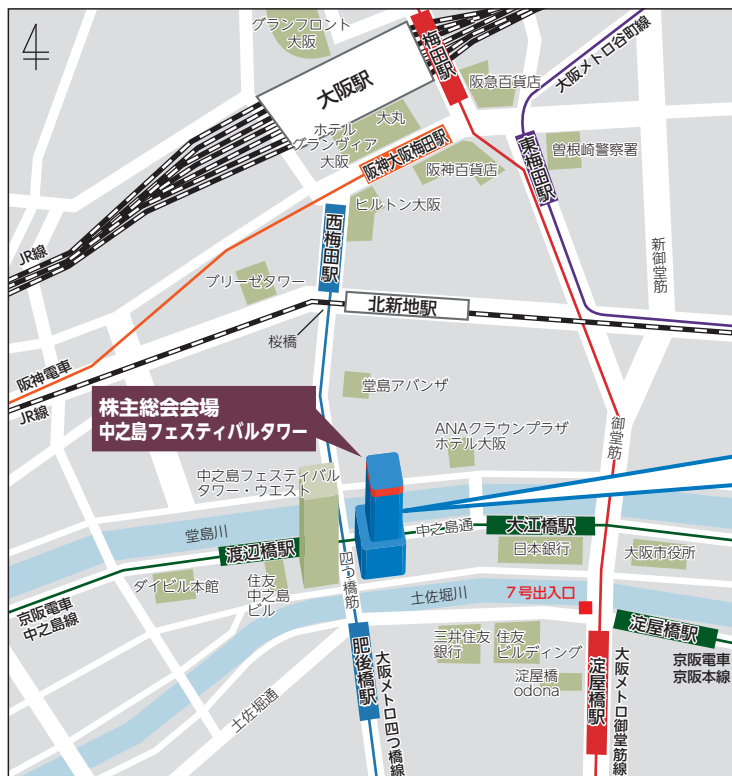 4
グランフロント
大阪
梅田駅
大阪メトロ谷町線
大阪駅
阪急百貨店
大丸
ホテル
グランヴィア
大阪
阪神大阪梅田駅
東梅田駅
曽根崎警察署
阪神百貨店
ヒルトン大阪
西梅田駅
JR線
新御堂筋
ブリーゼタワー
北新地駅
桜橋
阪神電車
JR線
堂島アバンザ
株主総会会場
中之島フェスティバルタワー
御堂筋
ANAクラウンプラザ
ホテル大阪
中之島フェスティバル
タワー・ウエスト
堂島川
中之島通
大江橋駅
渡辺橋駅
日本銀行
大阪市役所
四つ橋筋
ダイビル本館
住友
中之島
ビル
京阪電車
中之島線
土佐堀川
7号出入口
淀屋橋駅
肥後橋駅
三井住友
銀行
住友
ビルディング
淀屋橋駅
京阪電車
京阪本線
淀屋橋
odona
大阪メトロ四つ橋線
大阪メトロ御堂筋線
土佐堀通